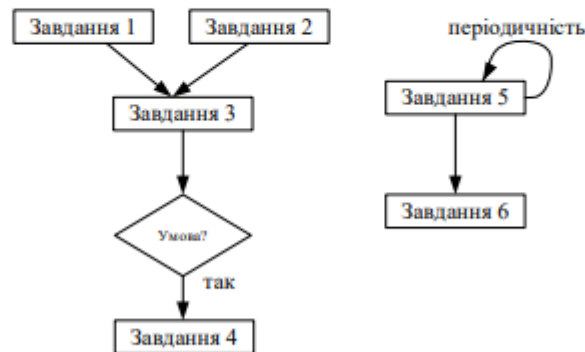 Завдання 1
Завдання 2
періодичність
Завдання 3
Завдання 5
Умова?
Завдання 6
так
Завдання 4